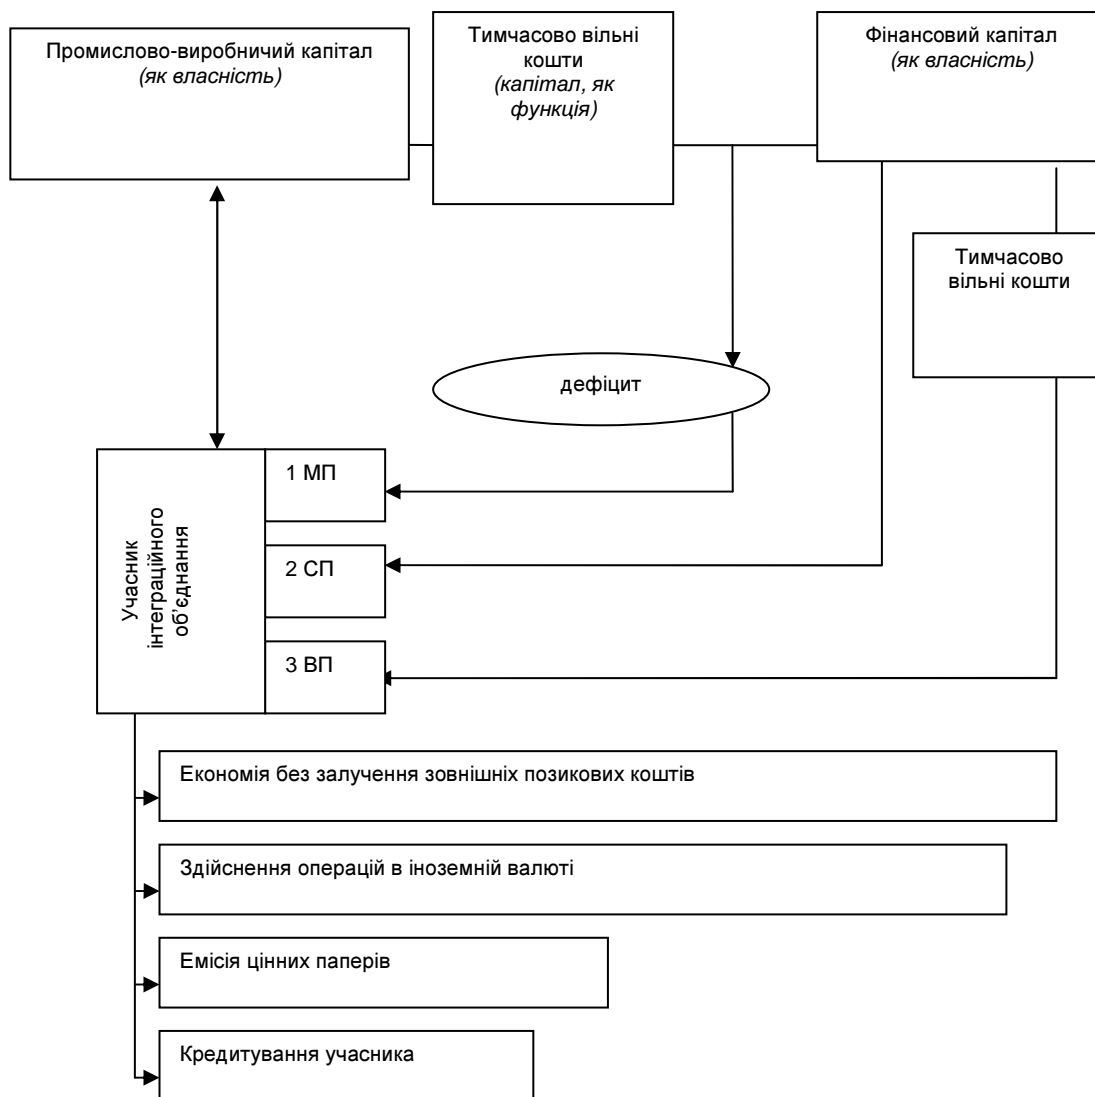 Промислово-виробничий капітал
(як власність)
Тимчасово вільні
кошти
(капітал, як
функція)
Фінансовий капітал
(як власність)
Тимчасово
вільні кошти
дефіцит
Учасник
інтеграційного
об’єднання
1 МП
2 СП
3 ВП
Економія без залучення зовнішніх позикових коштів
Здійснення операцій в іноземній валюті
Емісія цінних паперів
Кредитування учасника